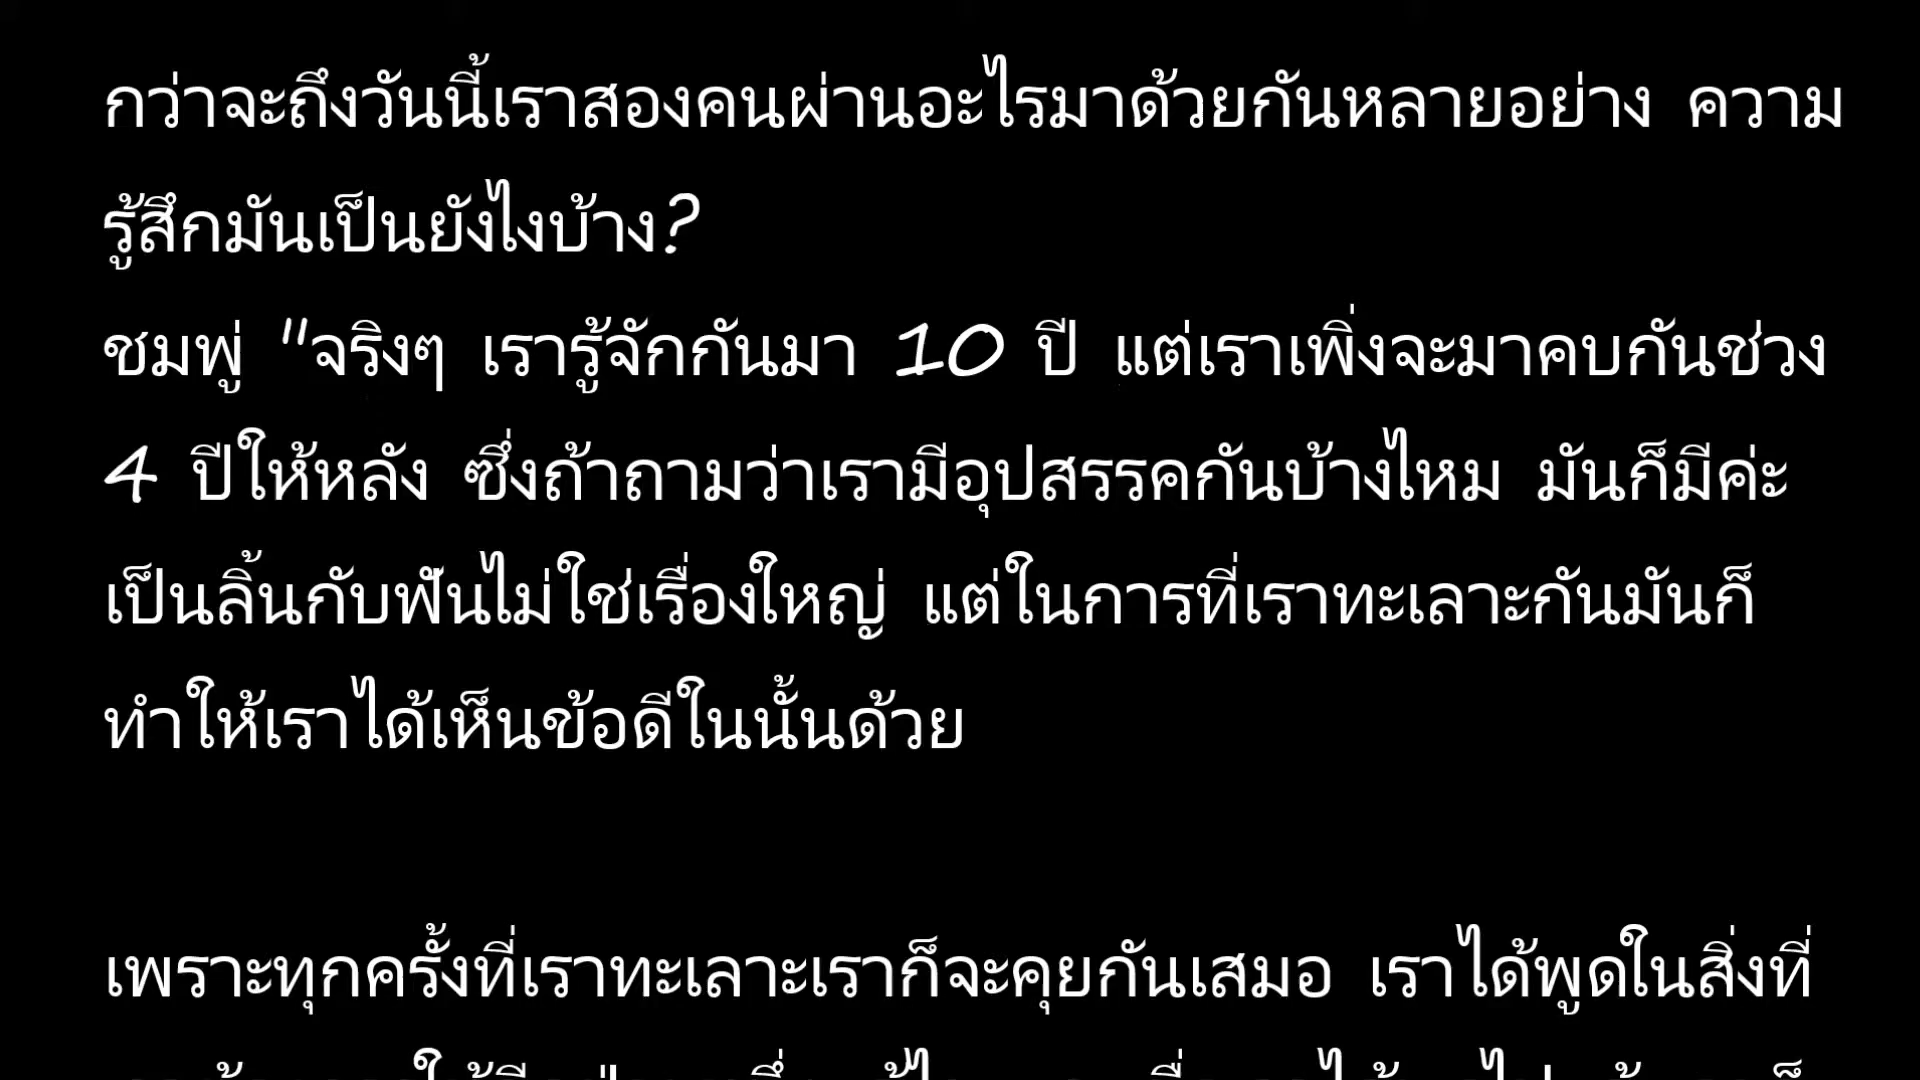 กว่าจะถึงวันนี้เราสองคนผ่านอะไรมาด้วยกันหลายอย่าง ความ
รู้สึกมันเป็นยังไงบ้าง?
ชมพู่ "จริงๆ เรารู้จักกันมา 10 ปี แต่เราเพิ่งจะมาคบกันช่วง
4 ปีให้หลัง ซึ่งถ้าถามว่าเรามีอุปสรรคกันบ้างไหม มันก็มีค่ะ
เป็นลิ้นกับฟันไม่ใช่เรื่องใหญ่ แต่ในการที่เราทะเลาะกันมันก็
ทำให้เราได้เห็นข้อดีในนั้นด้วย
เพราะทุกครั้งที่เราทะเลาะเราก็จะคุยกันเสมอ เราได้พูดในสิ่งที่